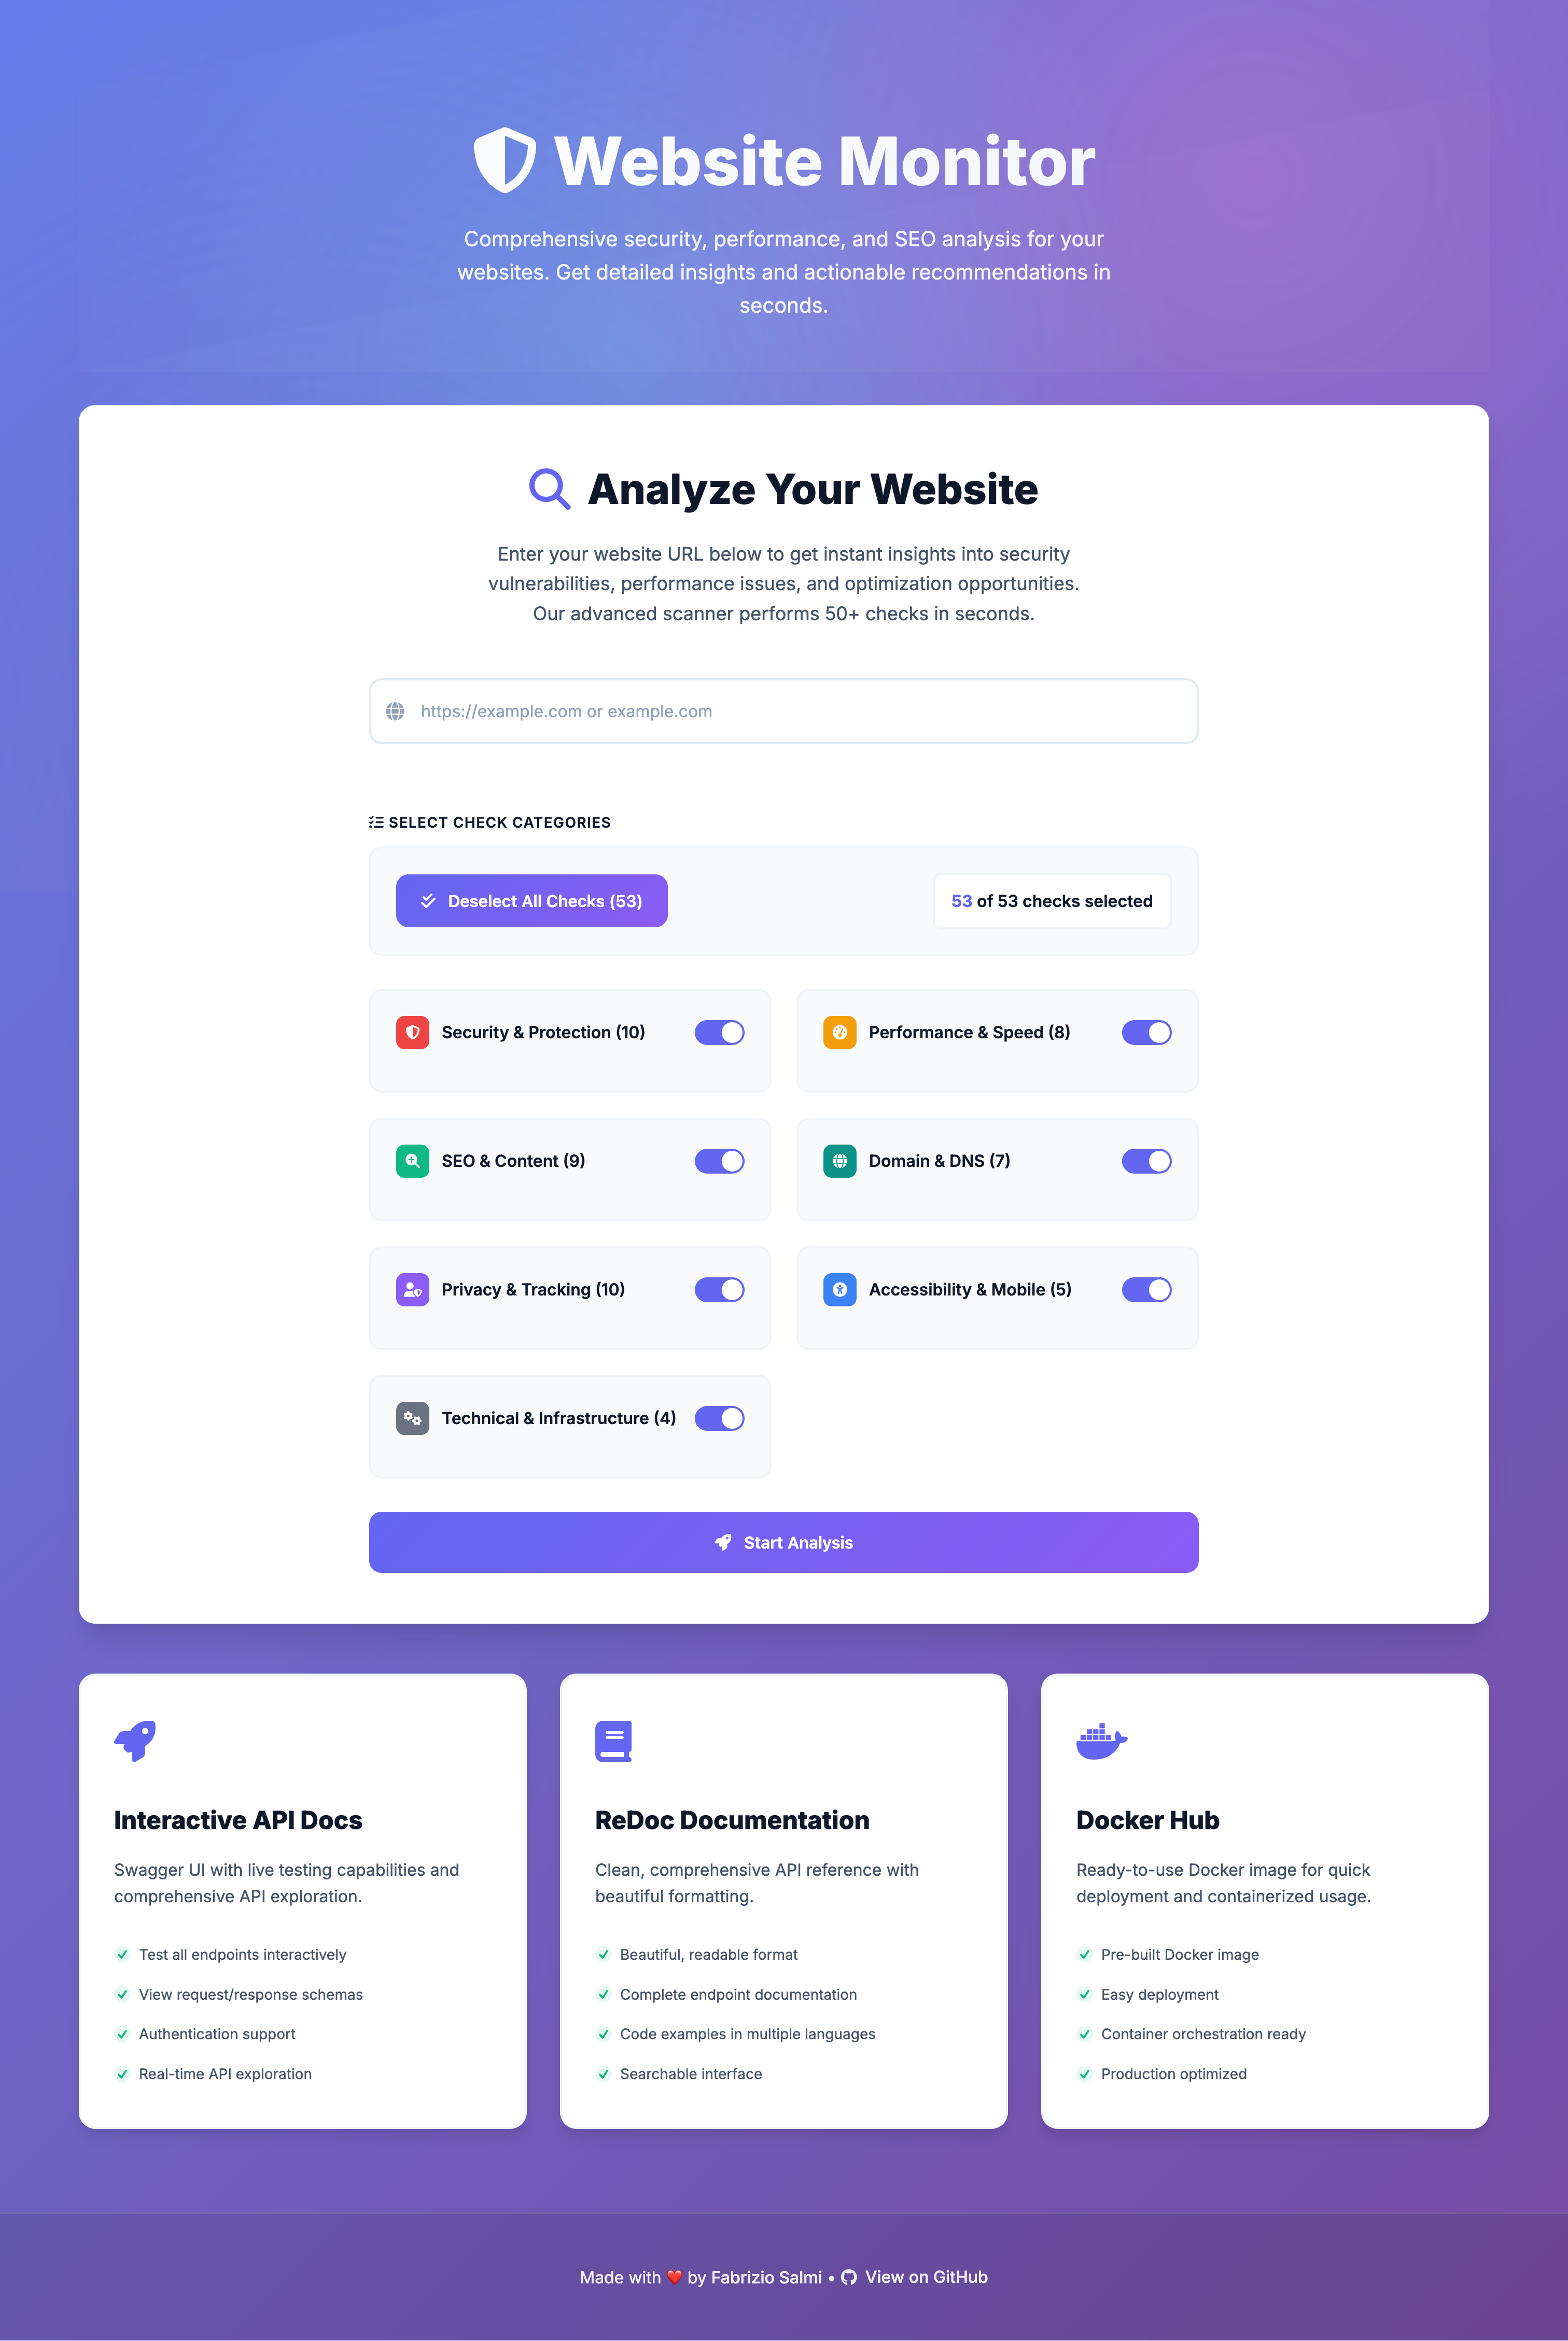 Website Monitor
Comprehensive security, performance, and SEO analysis for your
websites. Get detailed insights and actionable recommendations in
seconds.
Analyze Your Website
Enter your website URL below to get instant insights into security
vulnerabilities, performance issues, and optimization opportunities.
Our advanced scanner performs 50+ checks in seconds.
https://example.com or example.com
SELECT CHECK CATEGORIES
Deselect All Checks (53)
53 of 53 checks selected
Security & Protection (10)
Performance & Speed (8)
SEO & Content (9)
Domain & DNS (7)
Privacy & Tracking (10)
Accessibility & Mobile (5)
Technical & Infrastructure (4)
Start Analysis
Interactive API Docs
Swagger UI with live testing capabilities and
comprehensive API exploration.
Test all endpoints interactively
View request/response schemas
Authentication support
Real-time API exploration
ReDoc Documentation
Clean, comprehensive API reference with
beautiful formatting.
Beautiful, readable format
Complete endpoint documentation
Code examples in multiple languages
Searchable interface
Docker Hub
Ready-to-use Docker image for quick
deployment and containerized usage.
Pre-built Docker image
Easy deployment
Container orchestration ready
Production optimized
Made with ❤️ by Fabrizio Salmi • View on GitHub